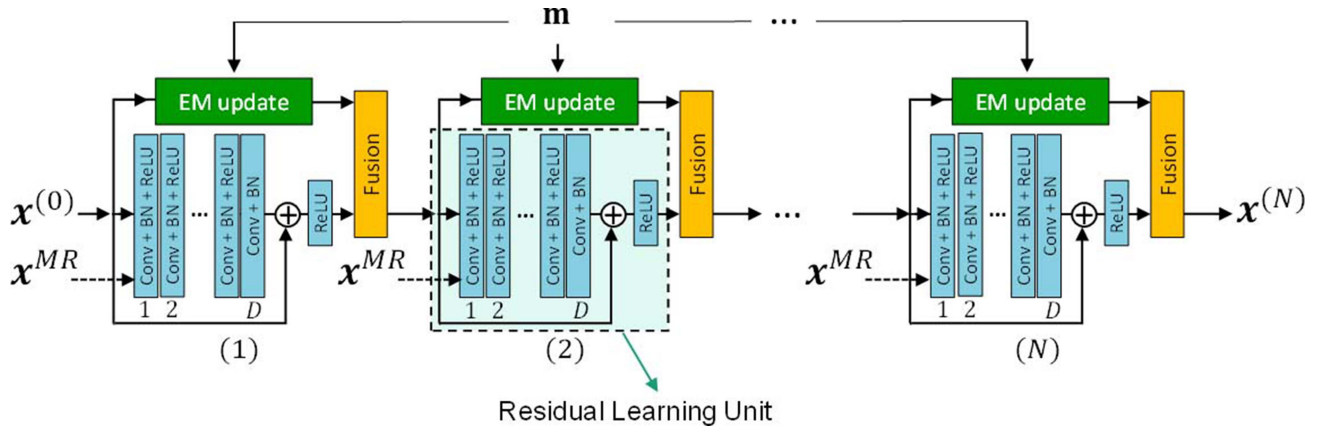 m ...
EM update
EM update
EM update
Conv + BN + ReLU
Conv + BN + ReLU
...
Conv + BN + ReLU
Conv + BN
ReLU
Fusion
Conv + BN + ReLU
Conv + BN + ReLU
...
Conv + BN + ReLU
Conv + BN
ReLU
Fusion
...
Conv + BN + ReLU
Conv + BN + ReLU
...
Conv + BN + ReLU
Conv + BN
ReLU
Fusion
x^(0)
x^(N)
x^MR
x^MR
x^MR
1 2 D
1 2 D
1 2 D
(1)
(2)
(N)
Residual Learning Unit